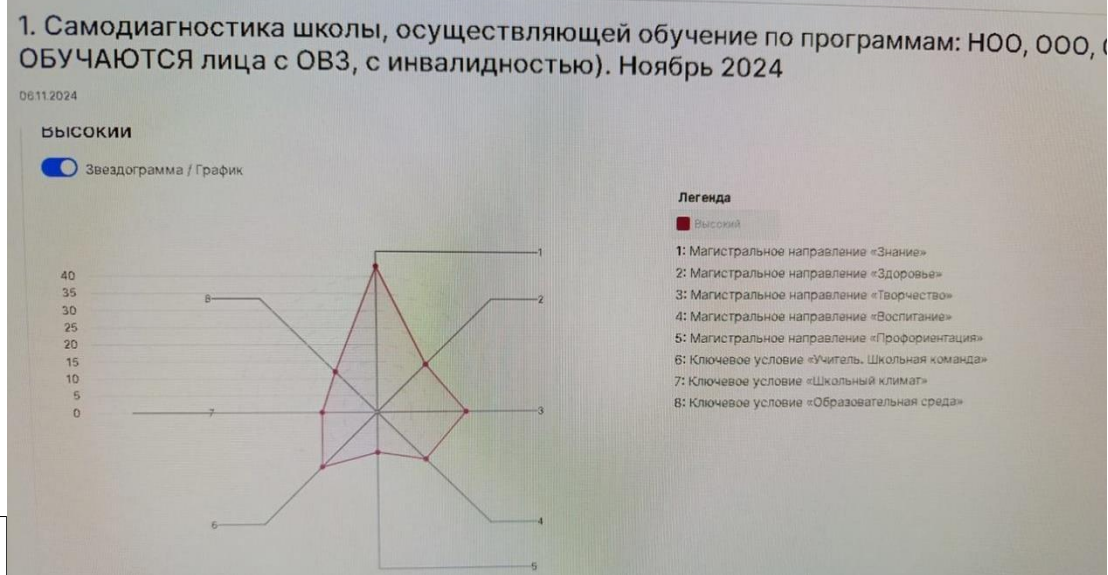 1. Самодиагностика школы, осуществляющей обучение по программам: НОО, ООО,
ОБУЧАЮТСЯ лица с ОВЗ, с инвалидностью). Ноябрь 2024
06.11.2024
Высокий
Звездограмма / График
Легенда
Высокий
1: Магистральное направление «Знание»
2: Магистральное направление «Здоровье»
3: Магистральное направление «Творчество»
4: Магистральное направление «Воспитание»
5: Магистральное направление «Профориентация»
6: Ключевое условие «Учитель. Школьная команда»
7: Ключевое условие «Школьный климат»
8: Ключевое условие «Образовательная среда»
40
35
30
25
20
15
10
5
0
1
2
3
4
5
6
7
8